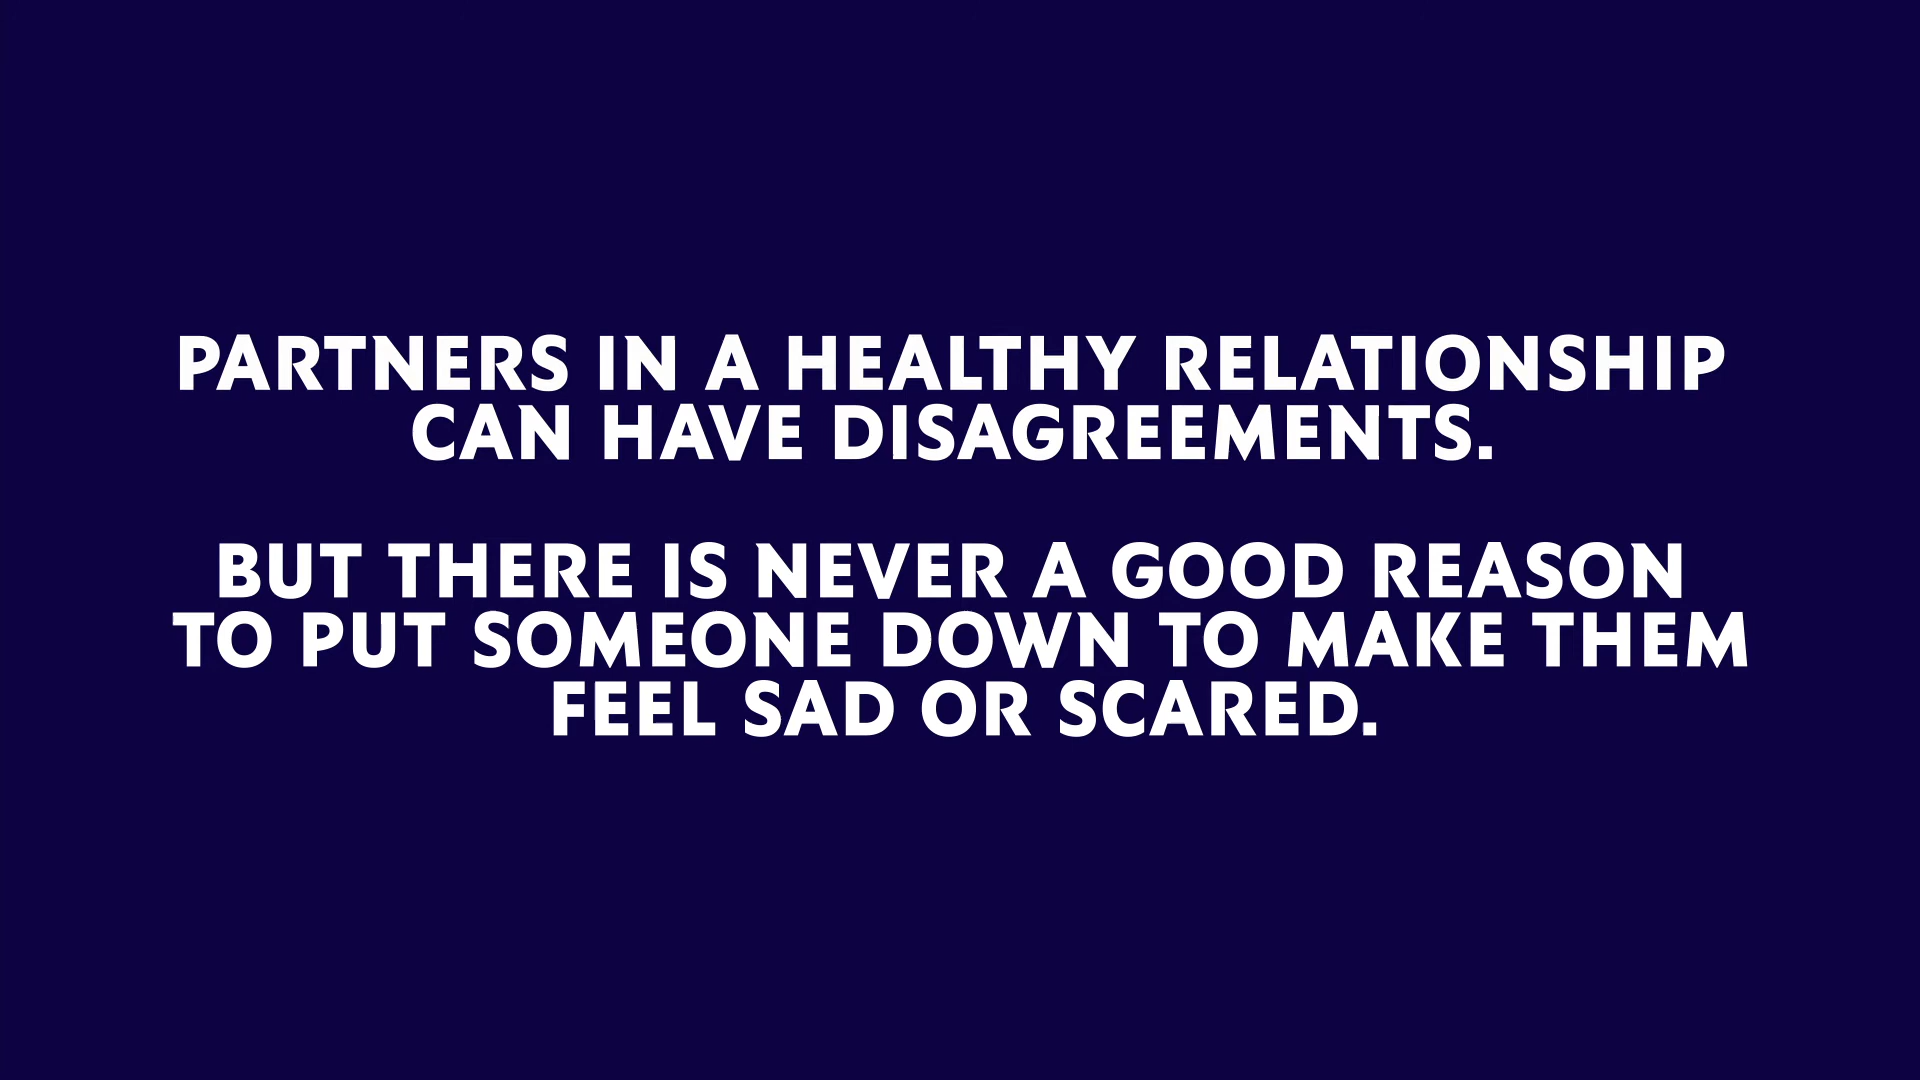 PARTNERS IN A HEALTHY RELATIONSHIP
CAN HAVE DISAGREEMENTS.
BUT THERE IS NEVER A GOOD REASON
TO PUT SOMEONE DOWN TO MAKE THEM
FEEL SAD OR SCARED.